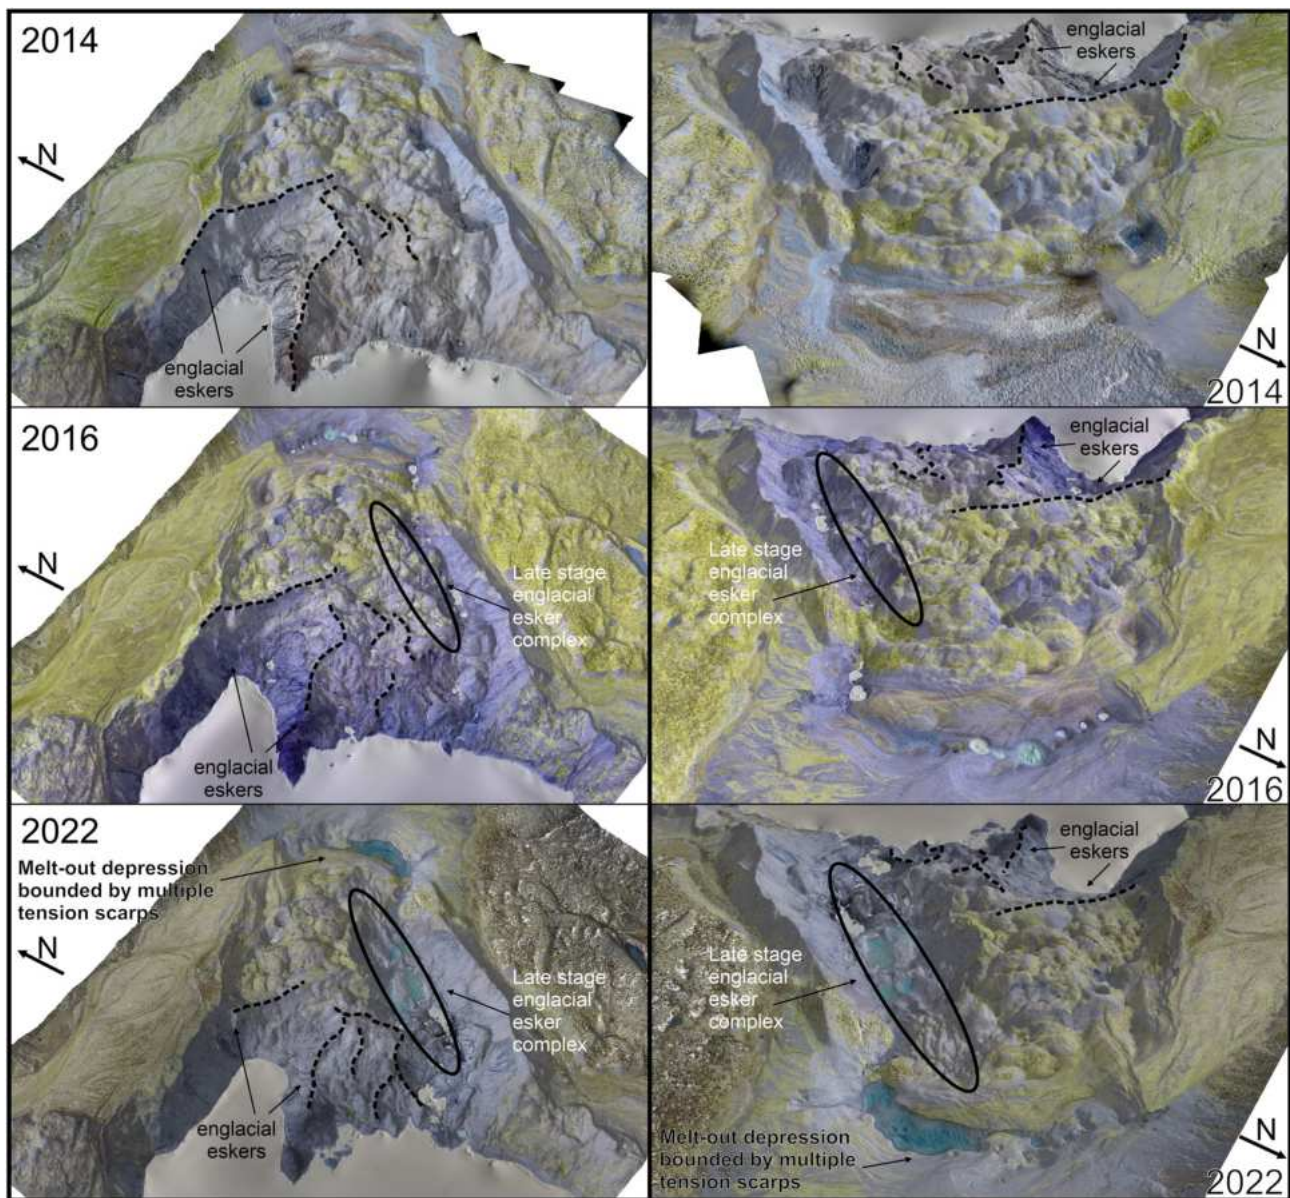 2014
N
englacial
eskers
englacial
eskers
N
2014
2016
N
Late stage
englacial
esker
complex
englacial
eskers
englacial
eskers
Late stage
englacial
esker
complex
N
2016
2022
Melt-out depression
bounded by multiple
tension scarps
N
Late stage
englacial
esker
complex
englacial
eskers
englacial
eskers
Late stage
englacial
esker
complex
Melt-out depression
bounded by multiple
tension scarps
N
2022